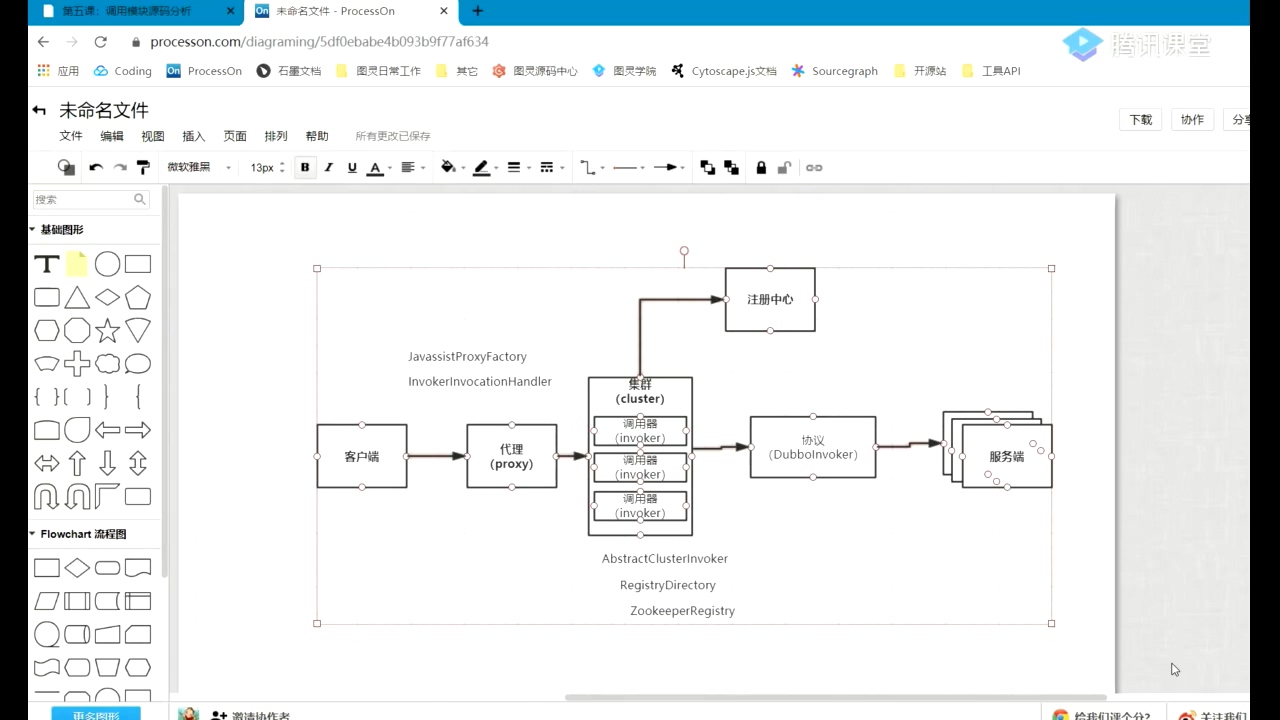 第五课：调用模块源码分析
On 未命名文件 - ProcessOn
processon.com/diagraming/5df0ebabe4b093b9f77af634
腾讯课堂
应用 Coding On ProcessOn 石墨文档 图灵日常工作 其它 图灵源码中心 图灵学院 Cytoscape.js文档 Sourcegraph 开源站 工具API
未命名文件
下载 协作 分享
文件 编辑 视图 插入 页面 排列 帮助 所有更改已保存
微软雅黑 13px B I U A
搜索
基础图形
T
注册中心
JavassistProxyFactory
InvokerInvocationHandler
集群
(cluster)
调用器
(invoker)
调用器
(invoker)
调用器
(invoker)
客户端
代理
(proxy)
协议
(DubboInvoker)
服务端
AbstractClusterInvoker
RegistryDirectory
ZookeeperRegistry
Flowchart 流程图
更多图形
邀请协作者
给我们评个分?
关注我们